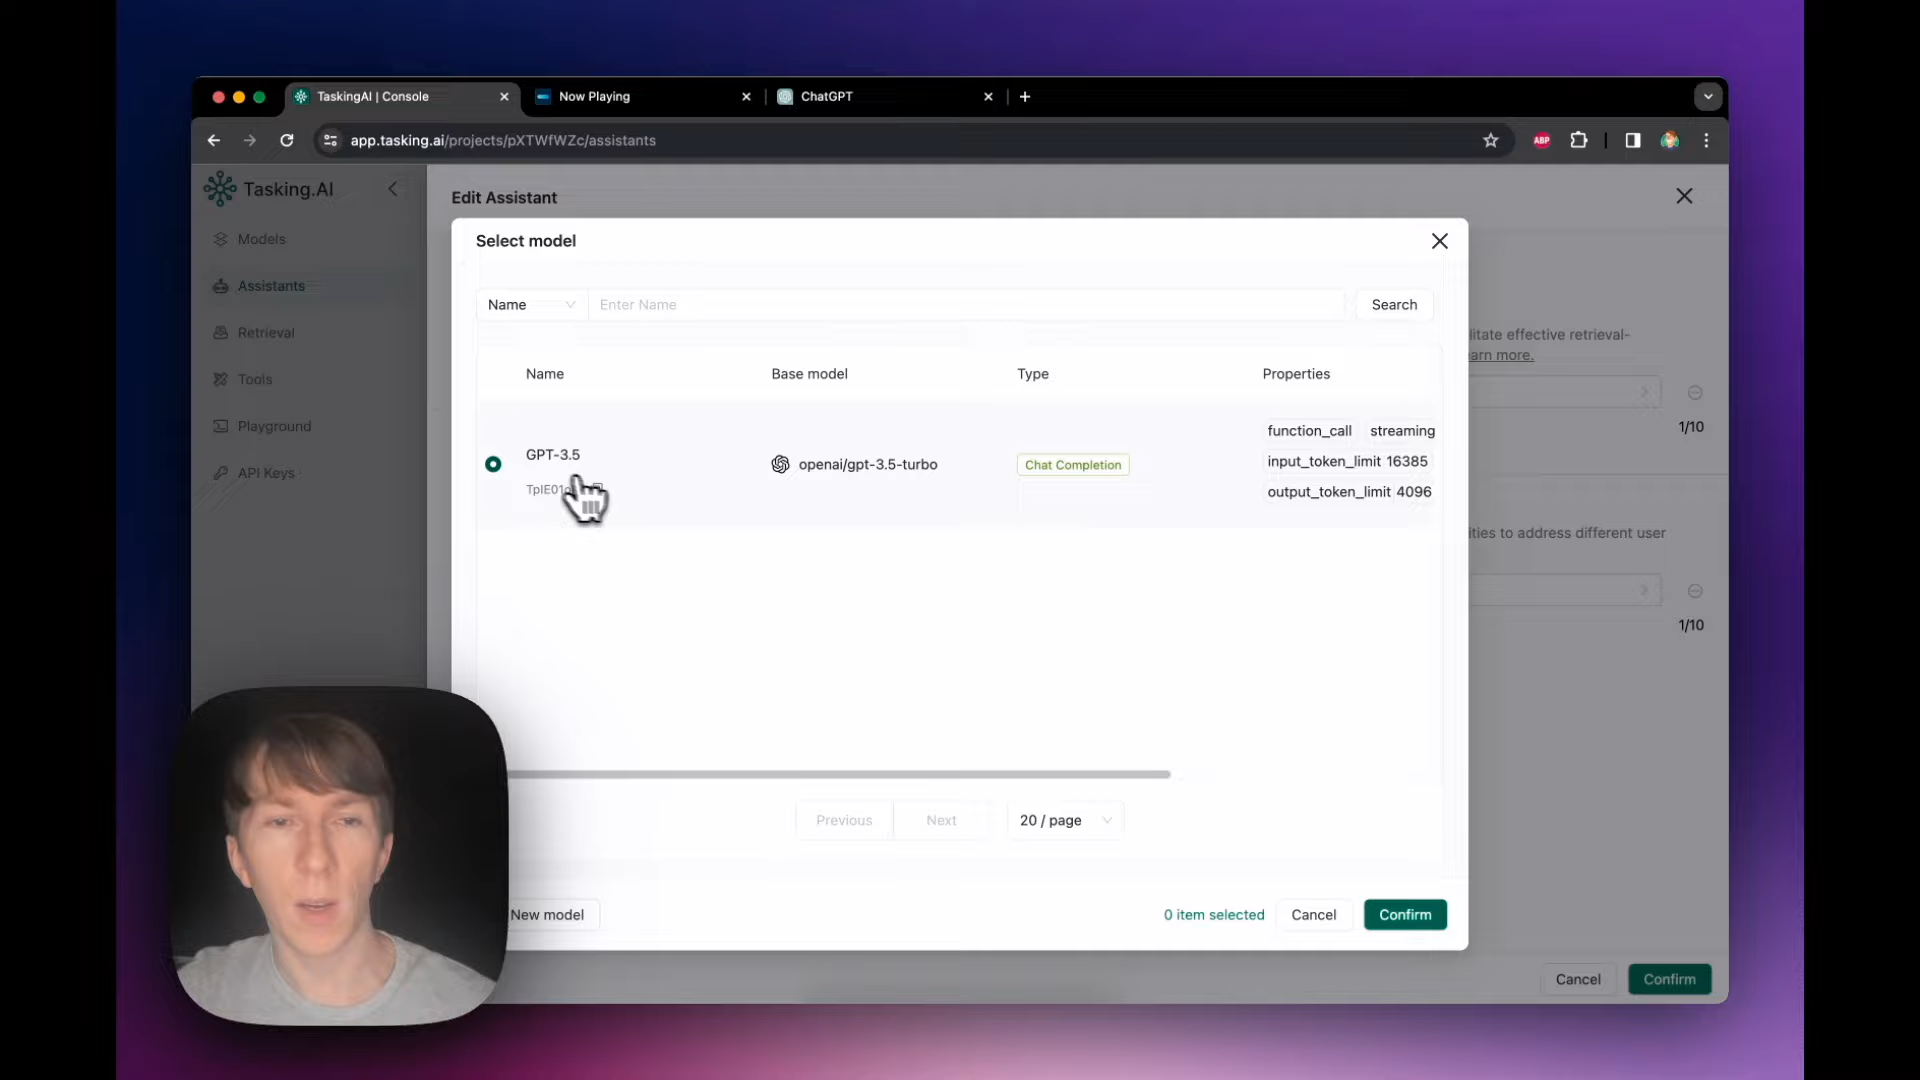 TaskingAI | Console
Now Playing
ChatGPT
app.tasking.ai/projects/pXTWfWZc/assistants
ABP
Tasking.AI
Models
Assistants
Retrieval
Tools
Playground
API Keys
Edit Assistant
Select model
Name
Enter Name
Search
Name Base model Type Properties
GPT-3.5
openai/gpt-3.5-turbo
Chat Completion
function_call streaming
input_token_limit 16385
output_token_limit 4096
litate effective retrieval-
earn more.
1/10
ities to address different user
1/10
Previous
Next
20 / page
New model
0 item selected
Cancel
Confirm
Cancel
Confirm